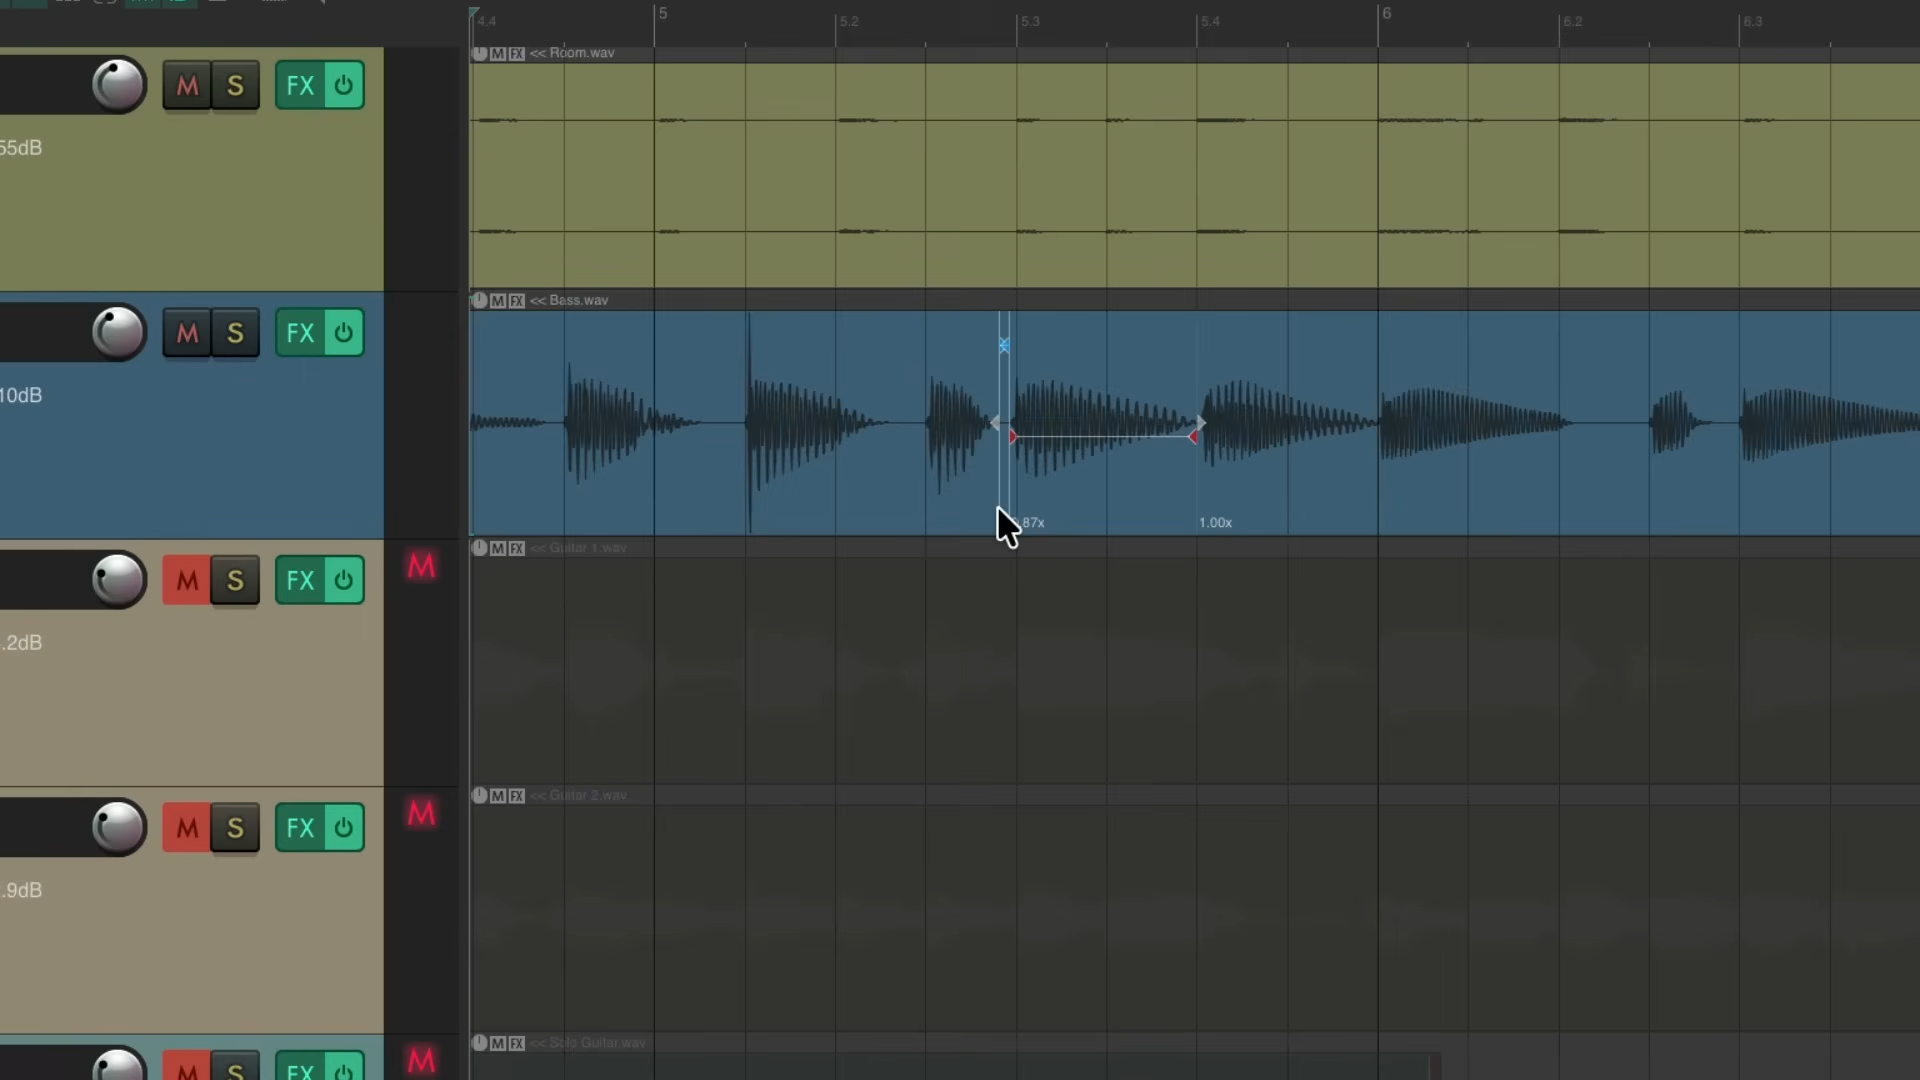 4.4 5 5.2 5.3 5.4 6 6.2 6.3
M FX << Room.wav
M S FX
55dB
M FX << Bass.wav
M S FX
10dB
87x 1.00x
M FX << Guitar 1.wav
M S FX M
.2dB
M FX << Guitar 2.wav
M S FX M
.9dB
M FX << Solo Guitar.wav
M S FX M